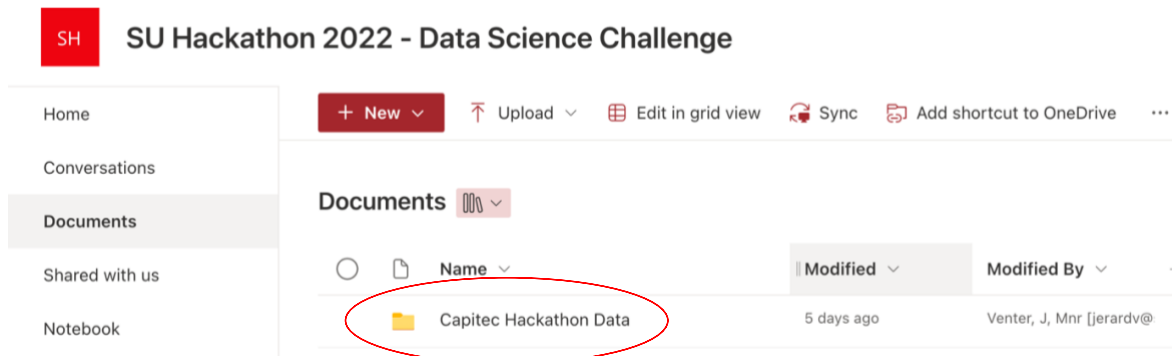 SH
SU Hackathon 2022 - Data Science Challenge
Home
Conversations
Documents
Shared with us
Notebook
+ New
Upload
Edit in grid view
Sync
Add shortcut to OneDrive
...
Documents
Name
Modified
Modified By
Capitec Hackathon Data
5 days ago
Venter, J, Mnr [jerardv@